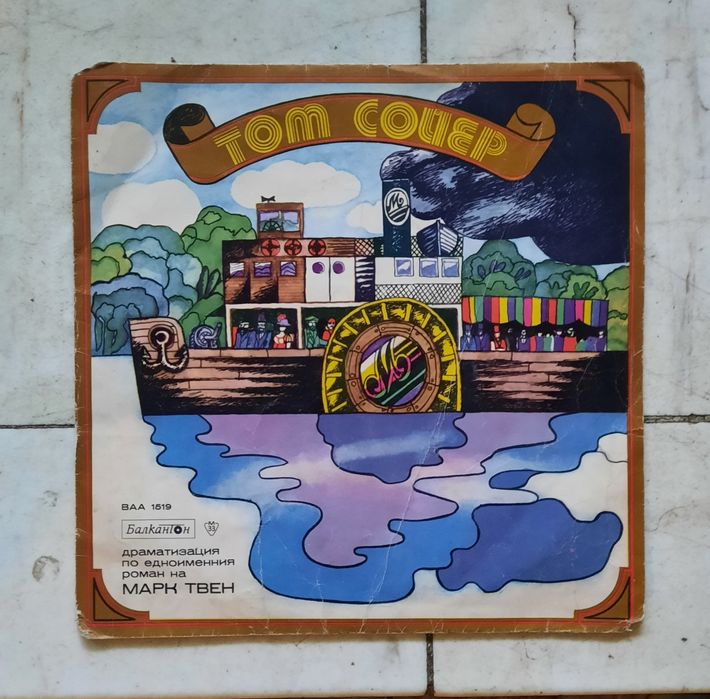 ТОМ СОЙЕР
M
M
ВАА 1519
Балкантон
М
33
драматизация
по едноименния
роман на
МАРК ТВЕН